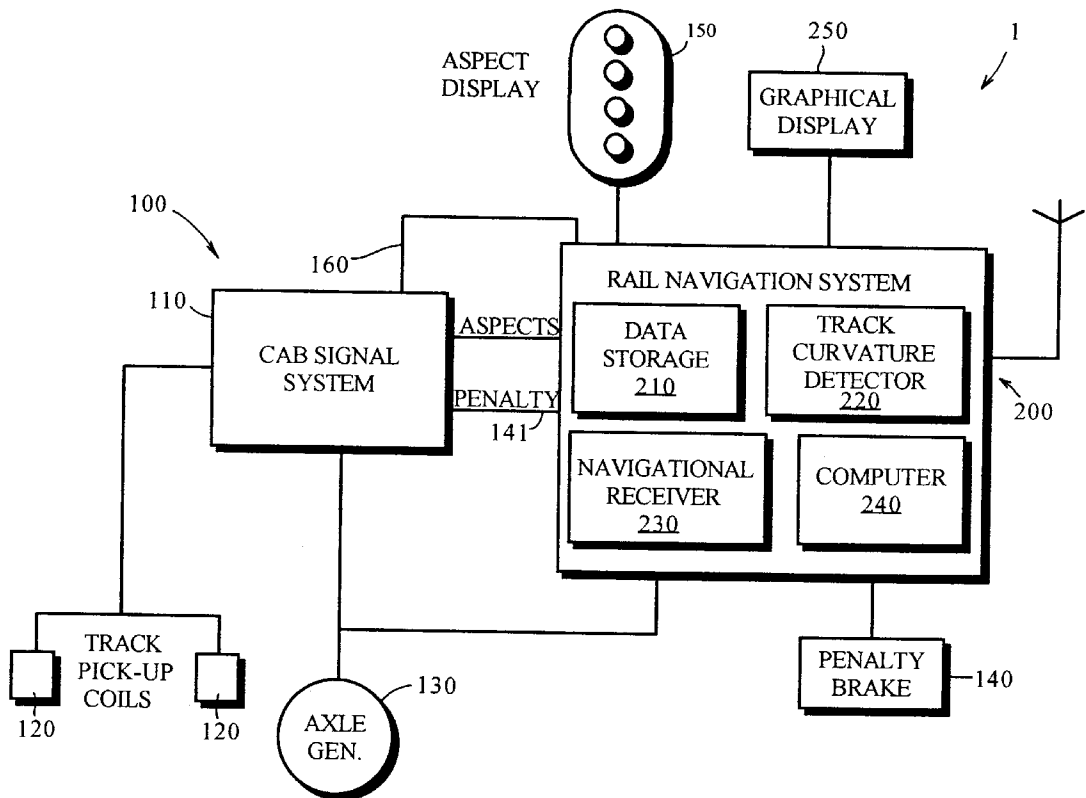 150
250
1
ASPECT
DISPLAY
GRAPHICAL
DISPLAY
100
160
110
RAIL NAVIGATION SYSTEM
ASPECTS
DATA
STORAGE
210
TRACK
CURVATURE
DETECTOR
220
CAB SIGNAL
SYSTEM
PENALTY
141
200
NAVIGATIONAL
RECEIVER
230
COMPUTER
240
TRACK
PICK-UP
COILS
120
120
130
AXLE
GEN.
PENALTY
BRAKE
140